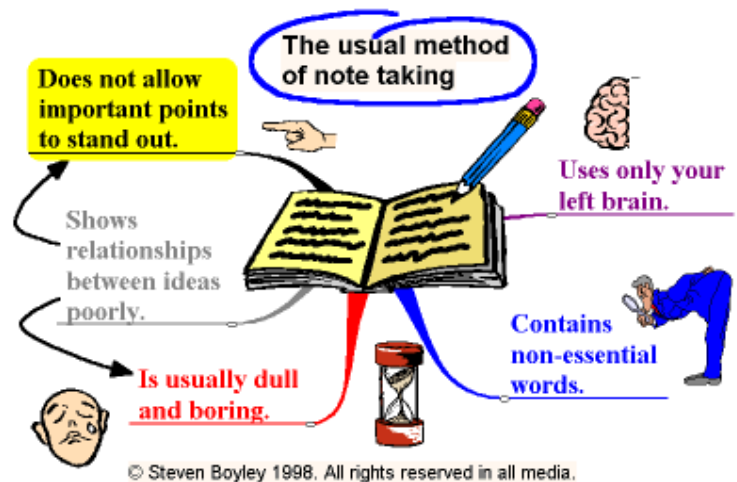 The usual method
of note taking
Does not allow
important points
to stand out.
Uses only your
left brain.
Shows
relationships
between ideas
poorly.
Contains
non-essential
words.
Is usually dull
and boring.
© Steven Boyley 1998. All rights reserved in all media.